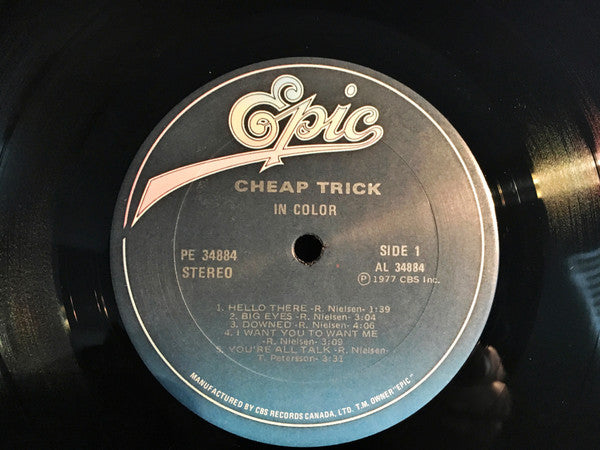 Epic
CHEAP TRICK
IN COLOR
PE 34884
STEREO
SIDE 1
AL 34884
Ⓟ 1977 CBS Inc.
1. HELLO THERE -R. Nielsen- 1:39
2. BIG EYES -R. Nielsen- 3:04
3. DOWNED -R. Nielsen- 4:06
4. I WANT YOU TO WANT ME
-R. Nielsen- 3:09
5. YOU'RE ALL TALK -R. Nielsen-
T. Petersson- 3:31
MANUFACTURED BY CBS RECORDS CANADA, LTD. T.M. OWNER "EPIC"